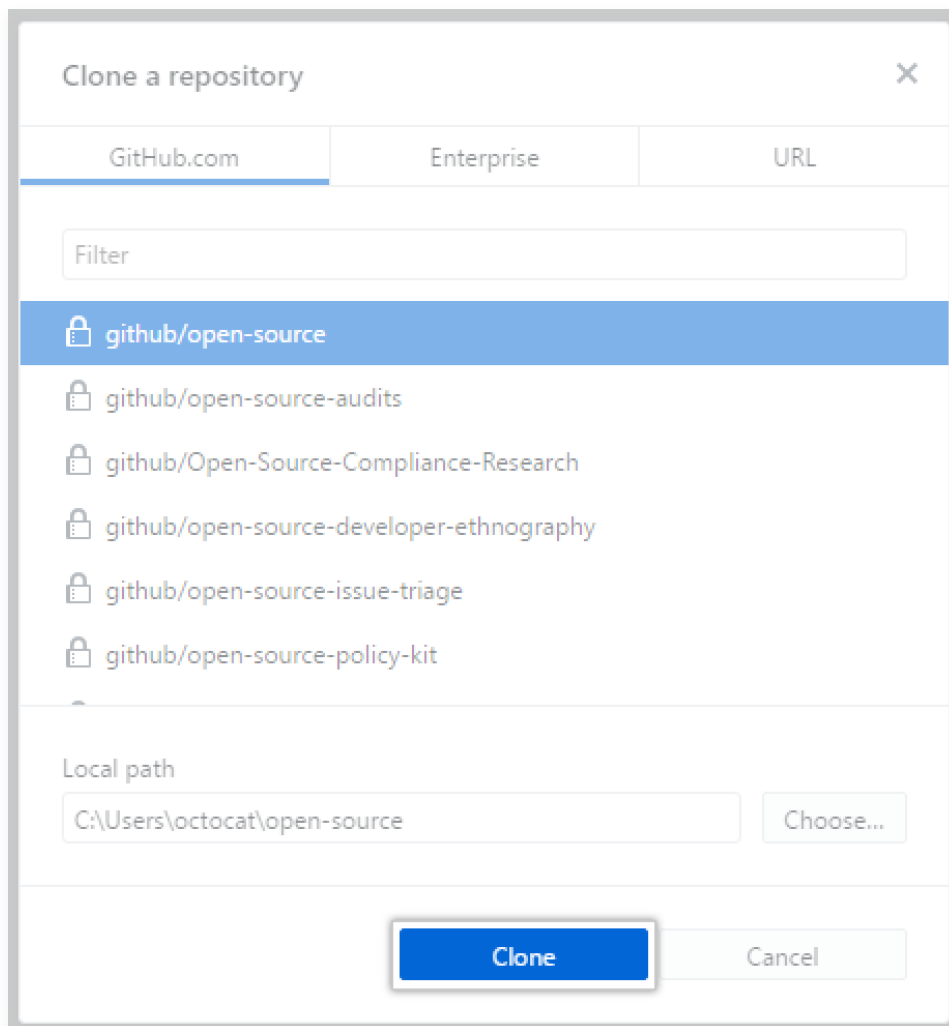 Clone a repository
GitHub.com Enterprise URL
Filter
github/open-source
github/open-source-audits
github/Open-Source-Compliance-Research
github/open-source-developer-ethnography
github/open-source-issue-triage
github/open-source-policy-kit
Local path
C:\Users\octocat\open-source Choose...
Clone Cancel